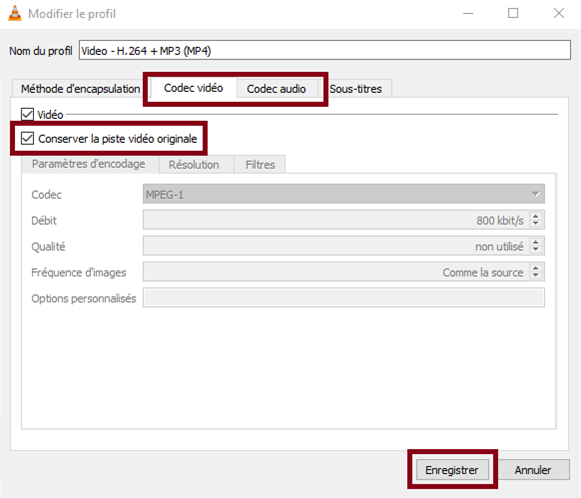 Modifier le profil
Nom du profil Video - H.264 + MP3 (MP4)
Méthode d'encapsulation Codec vidéo Codec audio Sous-titres
Vidéo
Conserver la piste vidéo originale
Paramètres d'encodage Résolution Filtres
Codec MPEG-1
Débit 800 kbit/s
Qualité non utilisé
Fréquence d'images Comme la source
Options personnalisés
Enregistrer Annuler